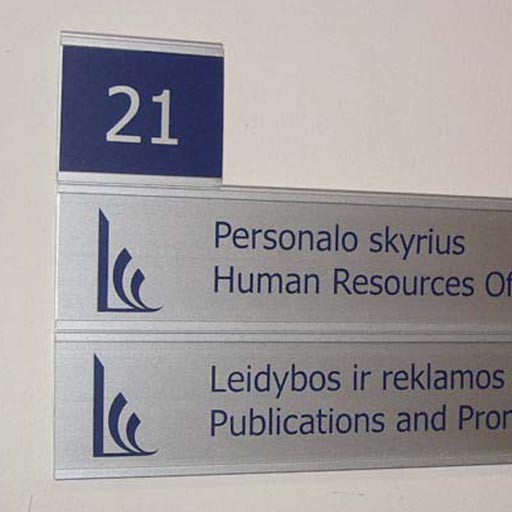 21
Personalo skyrius
Human Resources
Leidybos ir reklamos
Publications and